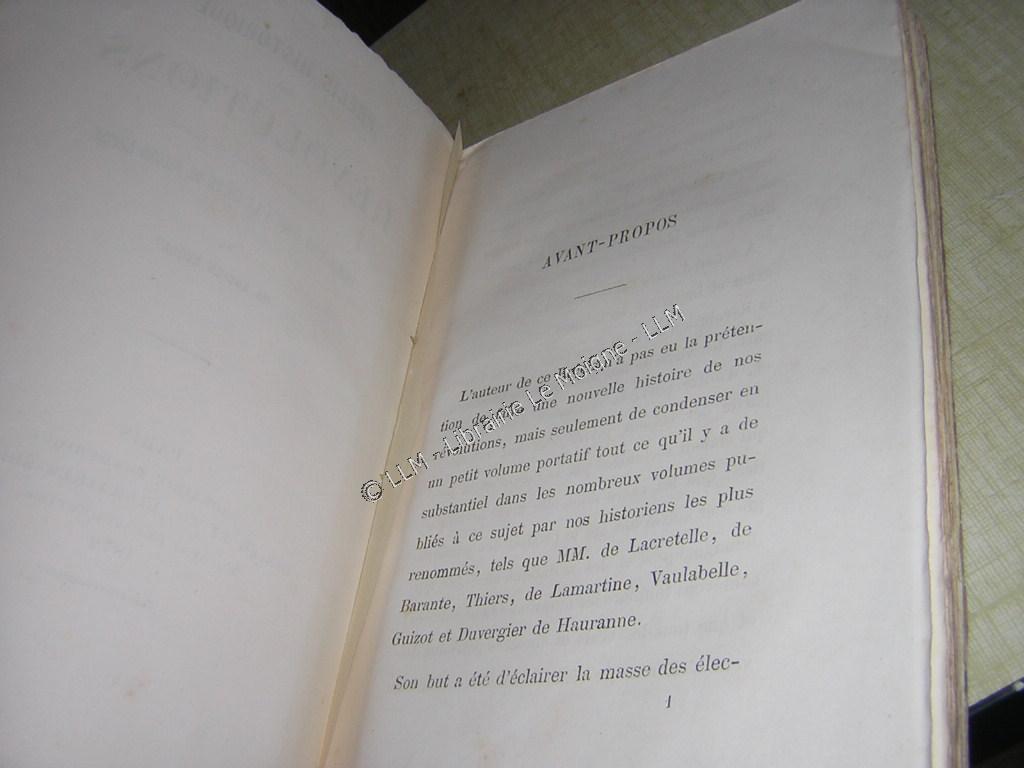 AVANT-PROPOS
L'auteur de ce a pas eu la préten-
tion de une nouvelle histoire de nos
révolutions, mais seulement de condenser en
un petit volume portatif tout ce qu'il y a de
substantiel dans les nombreux volumes pu-
bliés à ce sujet par nos historiens les plus
renommés, tels que MM. de Lacretelle, de
Barante, Thiers, de Lamartine, Vaulabelle,
Guizot et Duvergier de Hauranne.
Son but a été d'éclairer la masse des élec-
1
© LLM - Librairie Le Moigne - LLM